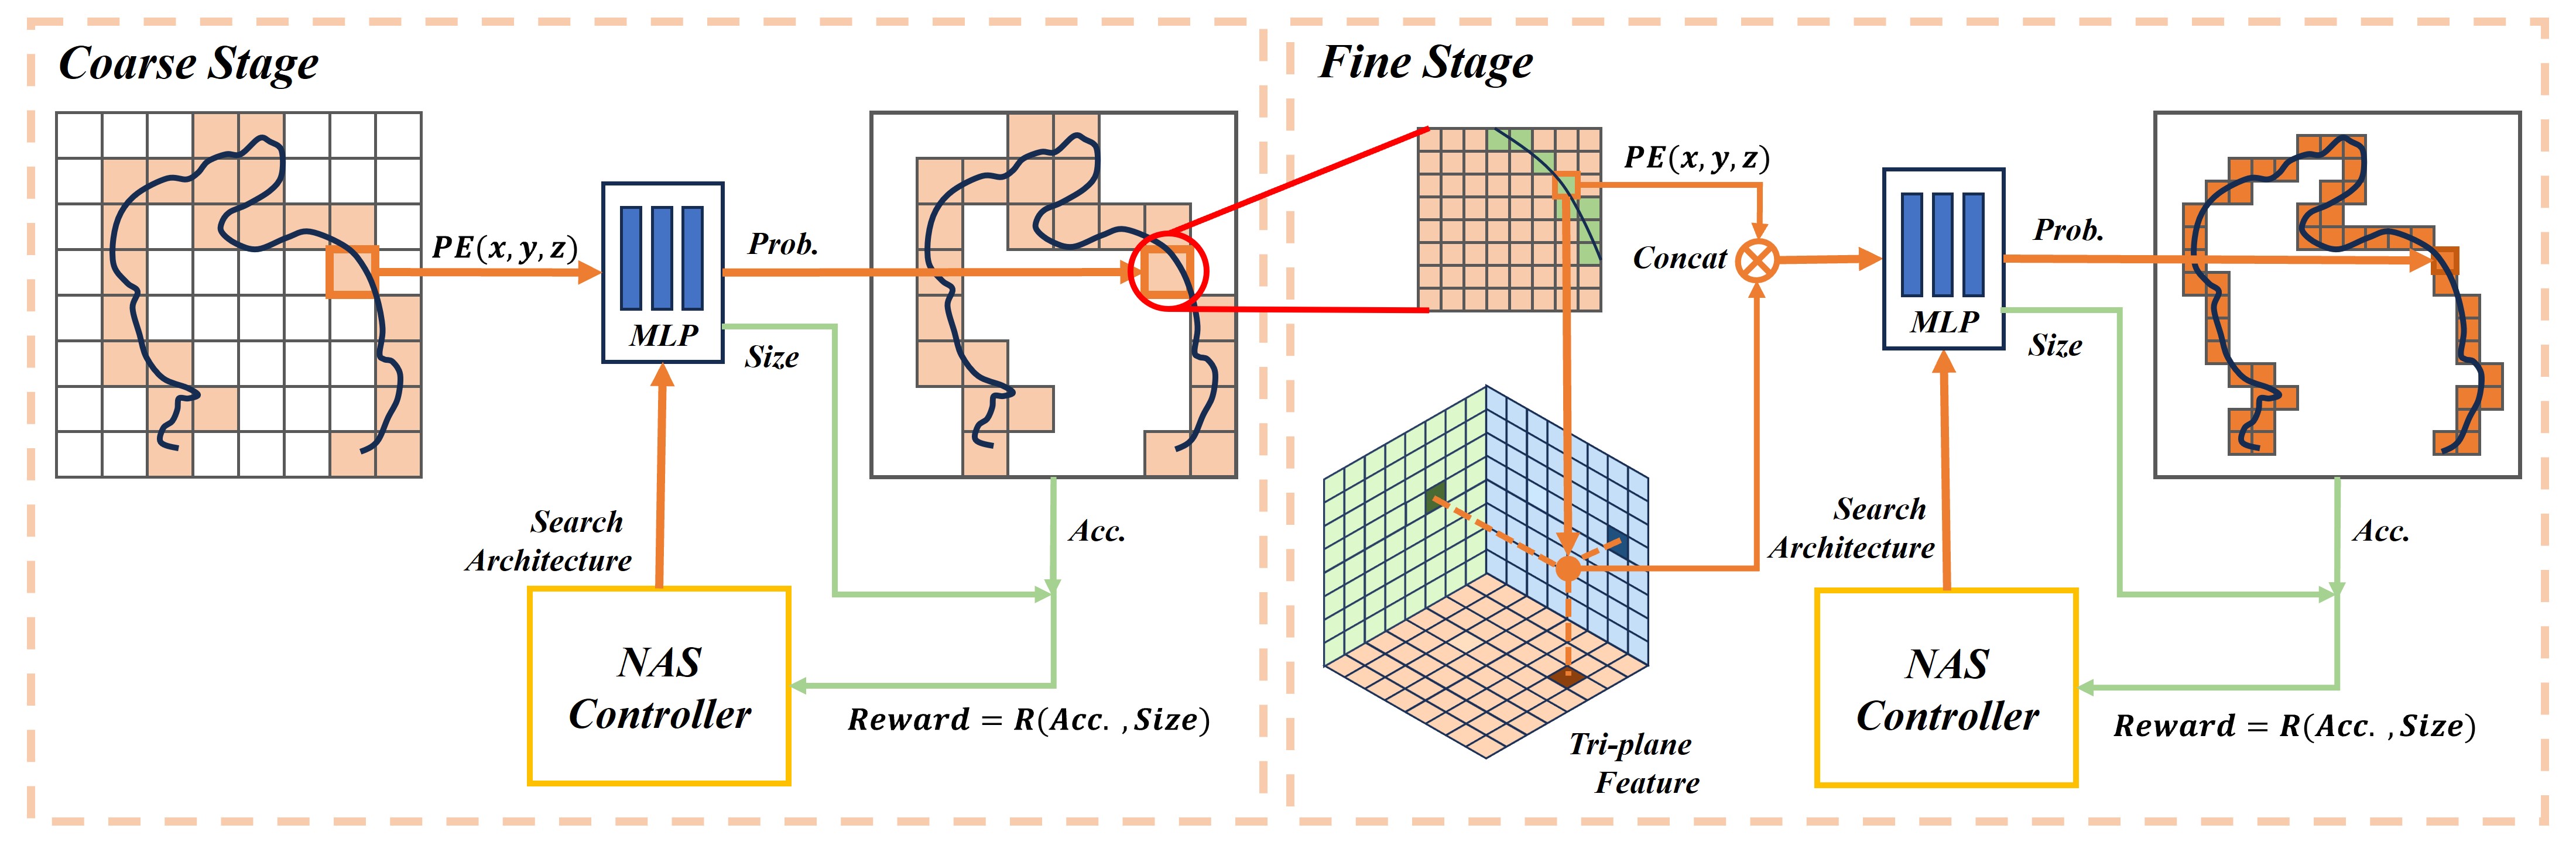 Coarse Stage
PE(x, y, z)
MLP
Prob.
Size
Search
Architecture
NAS
Controller
Acc.
Reward = R(Acc. , Size)
Fine Stage
PE(x, y, z)
Concat
Tri-plane
Feature
MLP
Prob.
Size
Search
Architecture
NAS
Controller
Acc.
Reward = R(Acc. , Size)